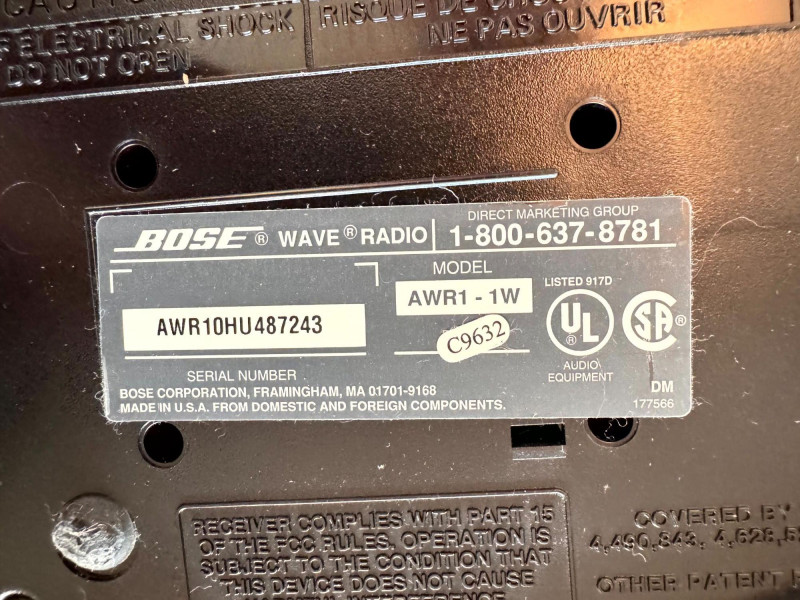 RISQUE DE
ELECTRICAL SHOCK
NE PAS OUVRIR
DO NOT OPEN
DIRECT MARKETING GROUP
BOSE® WAVE® RADIO 1-800-637-8781
MODEL
LISTED 917D
AWR1 - 1W
AWR10HU487243
UL
SA®
C9632
AUDIO
EQUIPMENT
SERIAL NUMBER
BOSE CORPORATION, FRAMINGHAM, MA 01701-9168
DM
MADE IN U.S.A. FROM DOMESTIC AND FOREIGN COMPONENTS.
177566
RECEIVER COMPLIES WITH PART 15
OF THE FCC RULES. OPERATION IS
SUBJECT TO THE CONDITION THAT
THIS DEVICE DOES NOT CAUSE
COVERED BY
4,490,843, 4,628,5
OTHER PATENT